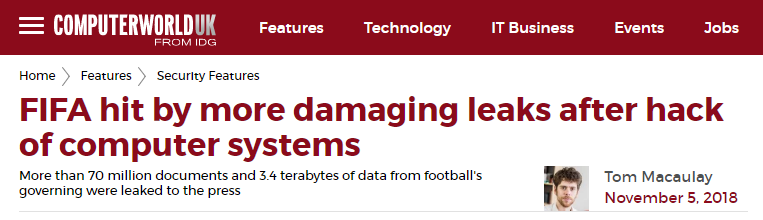 COMPUTERWORLDUK
FROM IDG
Features Technology IT Business Events Jobs
Home Features Security Features
FIFA hit by more damaging leaks after hack
of computer systems
More than 70 million documents and 3.4 terabytes of data from football's
governing were leaked to the press
Tom Macaulay
November 5, 2018